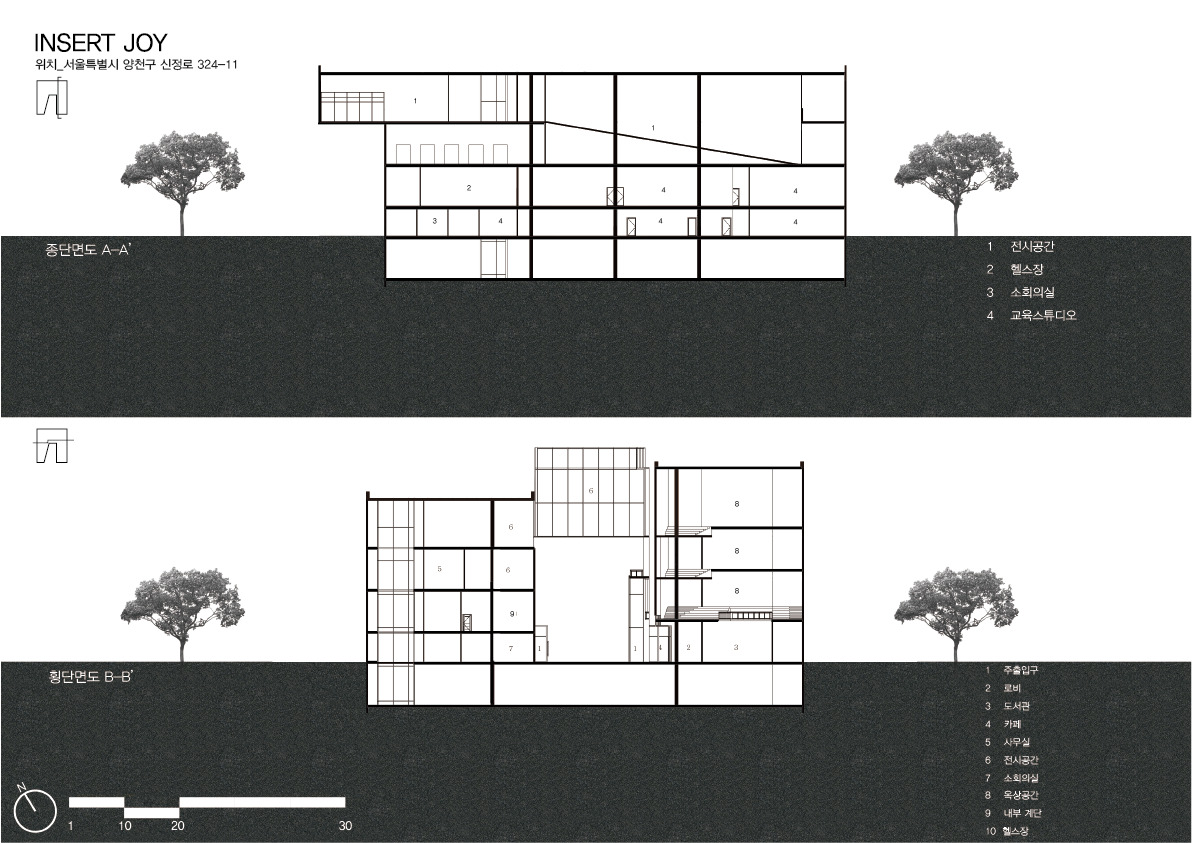 INSERT JOY
위치_서울특별시 양천구 신정로 324-11
1
1
2
4
4
3
4
4
4
종단면도 A-A'
1 전시공간
2 헬스장
3 소회의실
4 교육스튜디오
6
8
6
5
6
8
8
9
7
1
1
4
2
3
횡단면도 B-B'
1 주출입구
2 로비
3 도서관
4 카페
5 사무실
6 전시공간
7 소회의실
8 옥상공간
9 내부 계단
10 헬스장
N
1 10 20 30